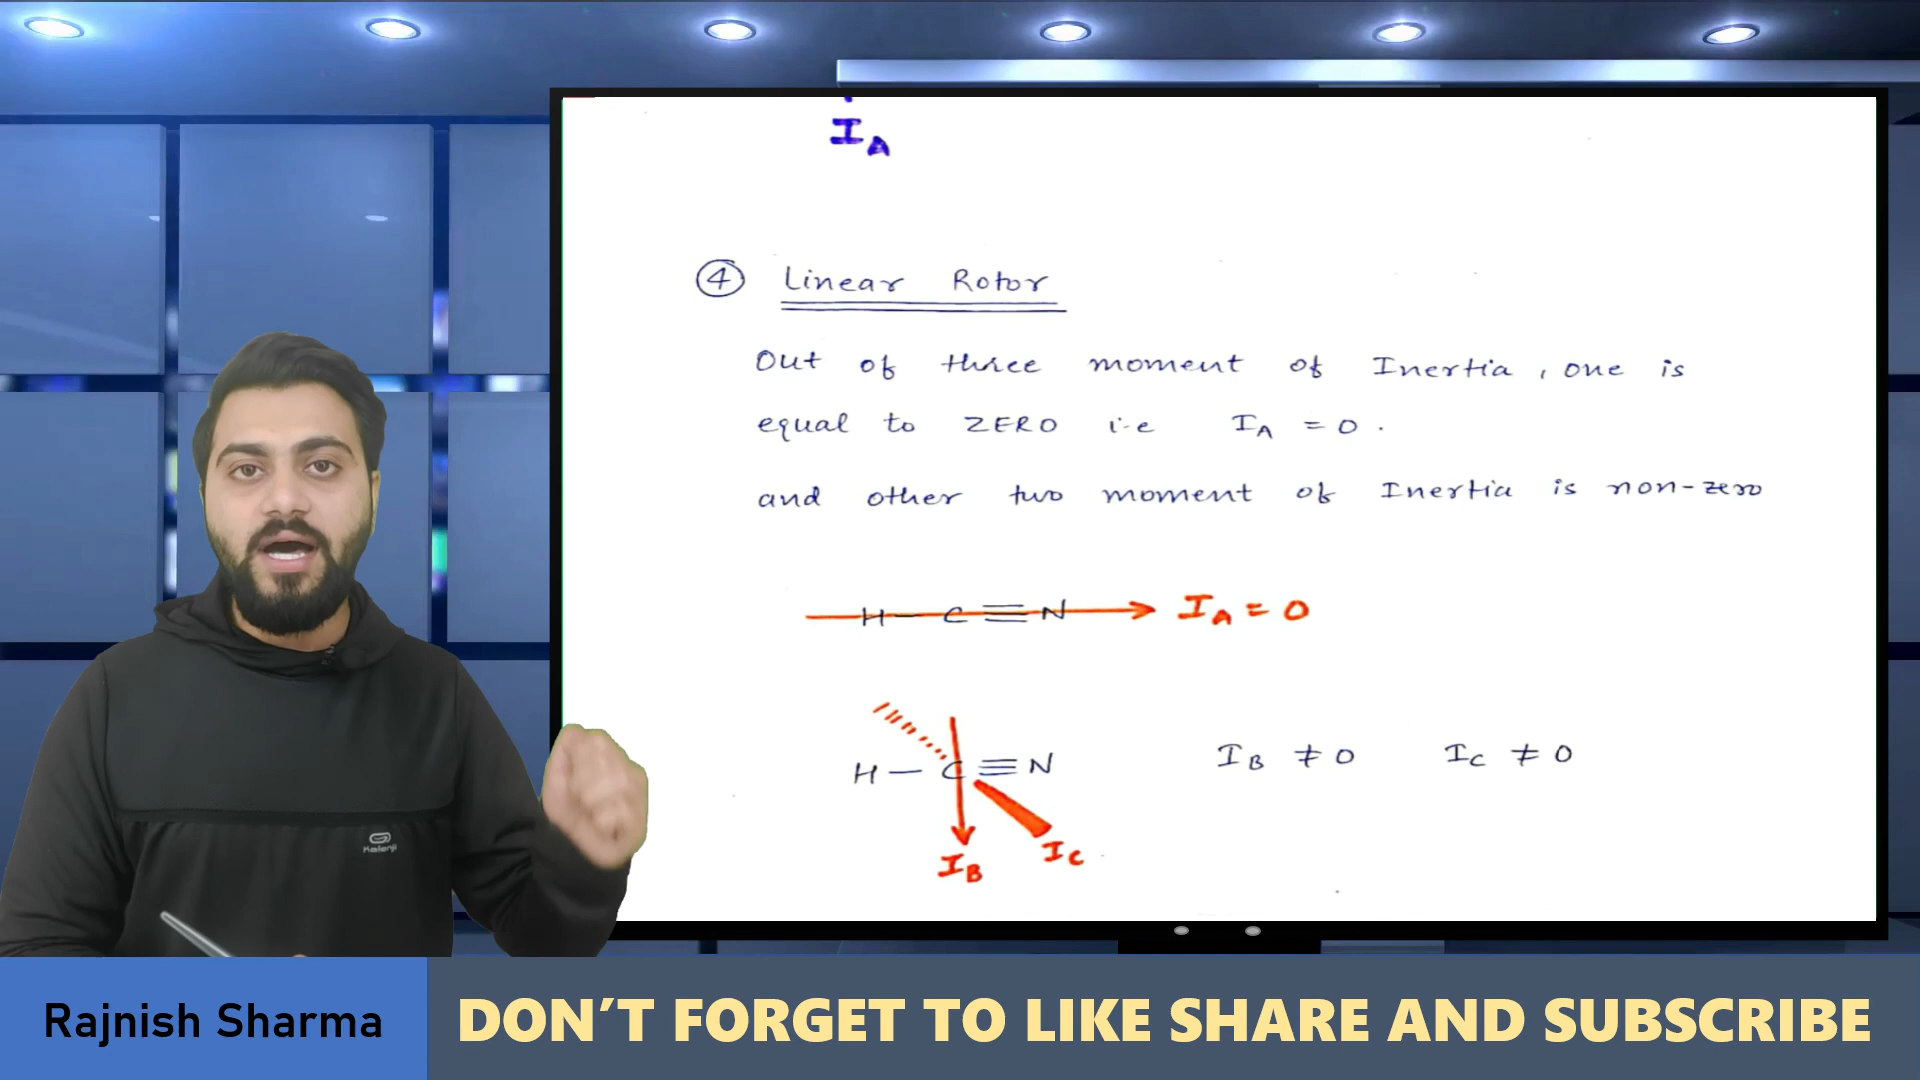 I_A
④ Linear Rotor
Out of three moment of Inertia, one is
equal to ZERO i.e I_A = 0.
and other two moment of Inertia is non-zero
H — C ≡ N I_A = 0
H — C ≡ N I_B ≠ 0 I_C ≠ 0
I_B I_C
Kalenji
Rajnish Sharma DON'T FORGET TO LIKE SHARE AND SUBSCRIBE